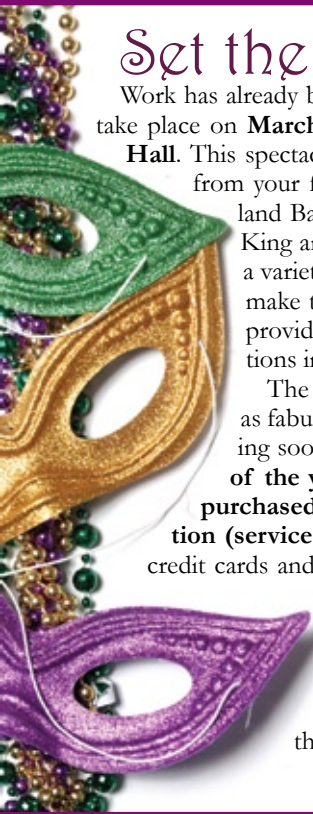 Set the
Work has already b
take place on March
Hall. This spectac
from your f
land Ba
King an
a variet
make t
provid
tions in
The
as fabu
ing soo
of the y
purchased
tion (service
credit cards and
th